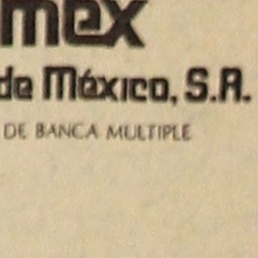 mex
de México, S.A.
DE BANCA MULTIPLE